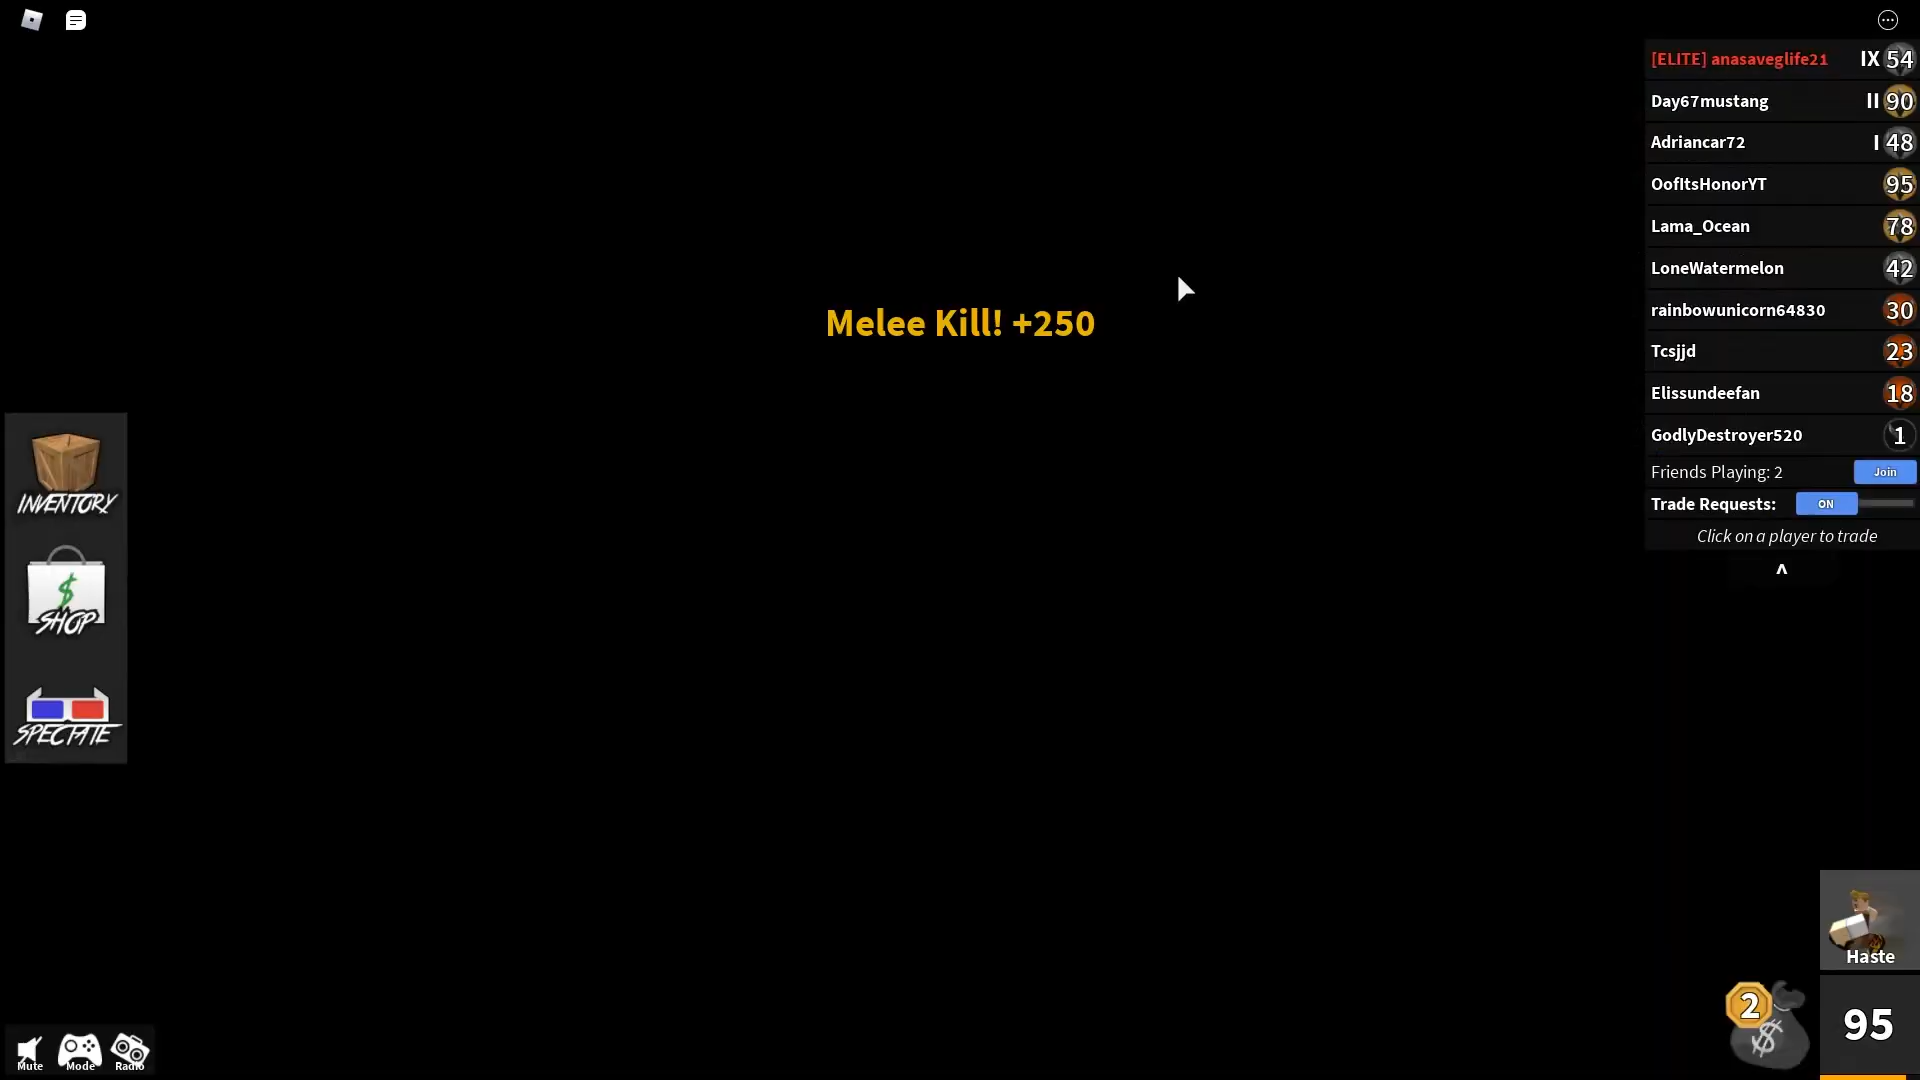 [ELITE] anasaveglife21 IX 54
Day67mustang II 90
Adriancar72 I 48
OofItsHonorYT 95
Lama_Ocean 78
LoneWatermelon 42
rainbowunicorn64830 30
Tcsjjd 23
Elissundeefan 18
GodlyDestroyer520 1
Friends Playing: 2 Join
Trade Requests: ON
Click on a player to trade
^
Melee Kill! +250
INVENTORY
$
SHOP
SPECTATE
Mute Mode Radio
Haste
2
$
95